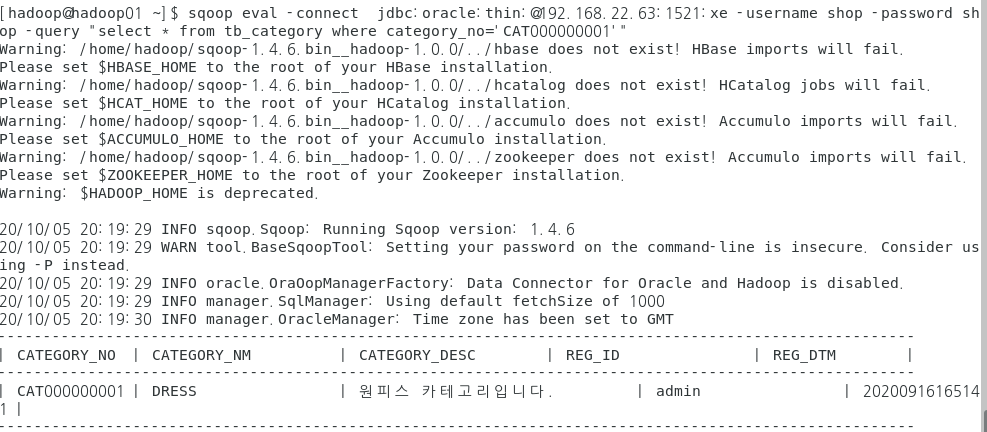 [hadoop@hadoop01 ~]$ sqoop eval -connect  jdbc:oracle:thin:@192.168.22.63:1521:xe -username shop -password sh
op -query "select * from tb_category where category_no='CAT000000001'"
Warning: /home/hadoop/sqoop-1.4.6.bin__hadoop-1.0.0/../hbase does not exist! HBase imports will fail.
Please set $HBASE_HOME to the root of your HBase installation.
Warning: /home/hadoop/sqoop-1.4.6.bin__hadoop-1.0.0/../hcatalog does not exist! HCatalog jobs will fail.
Please set $HCAT_HOME to the root of your HCatalog installation.
Warning: /home/hadoop/sqoop-1.4.6.bin__hadoop-1.0.0/../accumulo does not exist! Accumulo imports will fail.
Please set $ACCUMULO_HOME to the root of your Accumulo installation.
Warning: /home/hadoop/sqoop-1.4.6.bin__hadoop-1.0.0/../zookeeper does not exist! Accumulo imports will fail.
Please set $ZOOKEEPER_HOME to the root of your Zookeeper installation.
Warning: $HADOOP_HOME is deprecated.
20/10/05 20:19:29 INFO sqoop.Sqoop: Running Sqoop version: 1.4.6
20/10/05 20:19:29 WARN tool.BaseSqoopTool: Setting your password on the command-line is insecure. Consider us
ing -P instead.
20/10/05 20:19:29 INFO oracle.OraOopManagerFactory: Data Connector for Oracle and Hadoop is disabled.
20/10/05 20:19:29 INFO manager.SqlManager: Using default fetchSize of 1000
20/10/05 20:19:30 INFO manager.OracleManager: Time zone has been set to GMT
------------------------------------------------------------------------------------------------------
| CATEGORY_NO | CATEGORY_NM | CATEGORY_DESC | REG_ID | REG_DTM |
------------------------------------------------------------------------------------------------------
| CAT000000001 | DRESS | 원피스 카테고리입니다. | admin | 2020091616514
1 |
------------------------------------------------------------------------------------------------------